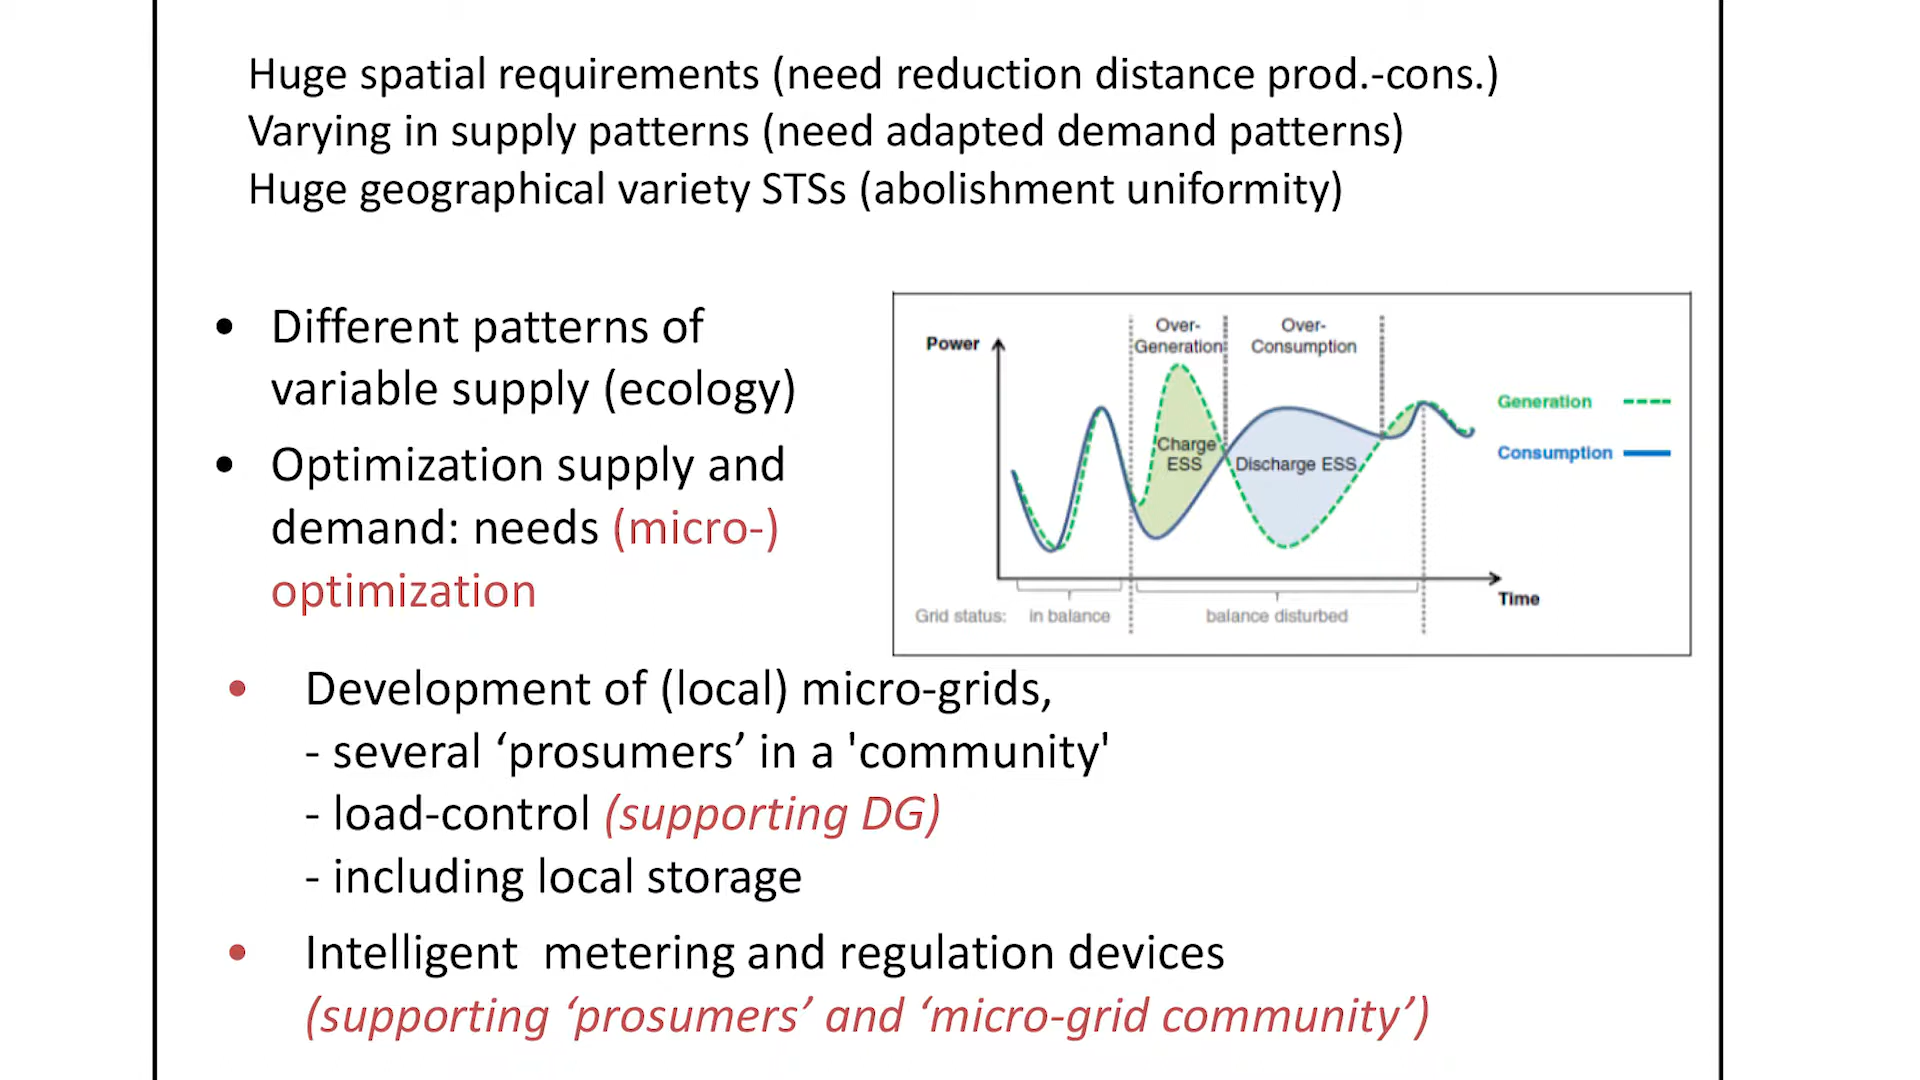 Huge spatial requirements (need reduction distance prod.-cons.)
Varying in supply patterns (need adapted demand patterns)
Huge geographical variety STSs (abolishment uniformity)
• Different patterns of
variable supply (ecology)
• Optimization supply and
demand: needs (micro-)
optimization
Power
Over-
Generation
Over-
Consumption
Charge
ESS
Discharge ESS
Generation
Consumption
Time
Grid status: in balance balance disturbed
• Development of (local) micro-grids,
- several ‘prosumers’ in a 'community'
- load-control (supporting DG)
- including local storage
• Intelligent  metering and regulation devices
(supporting ‘prosumers’ and ‘micro-grid community’)